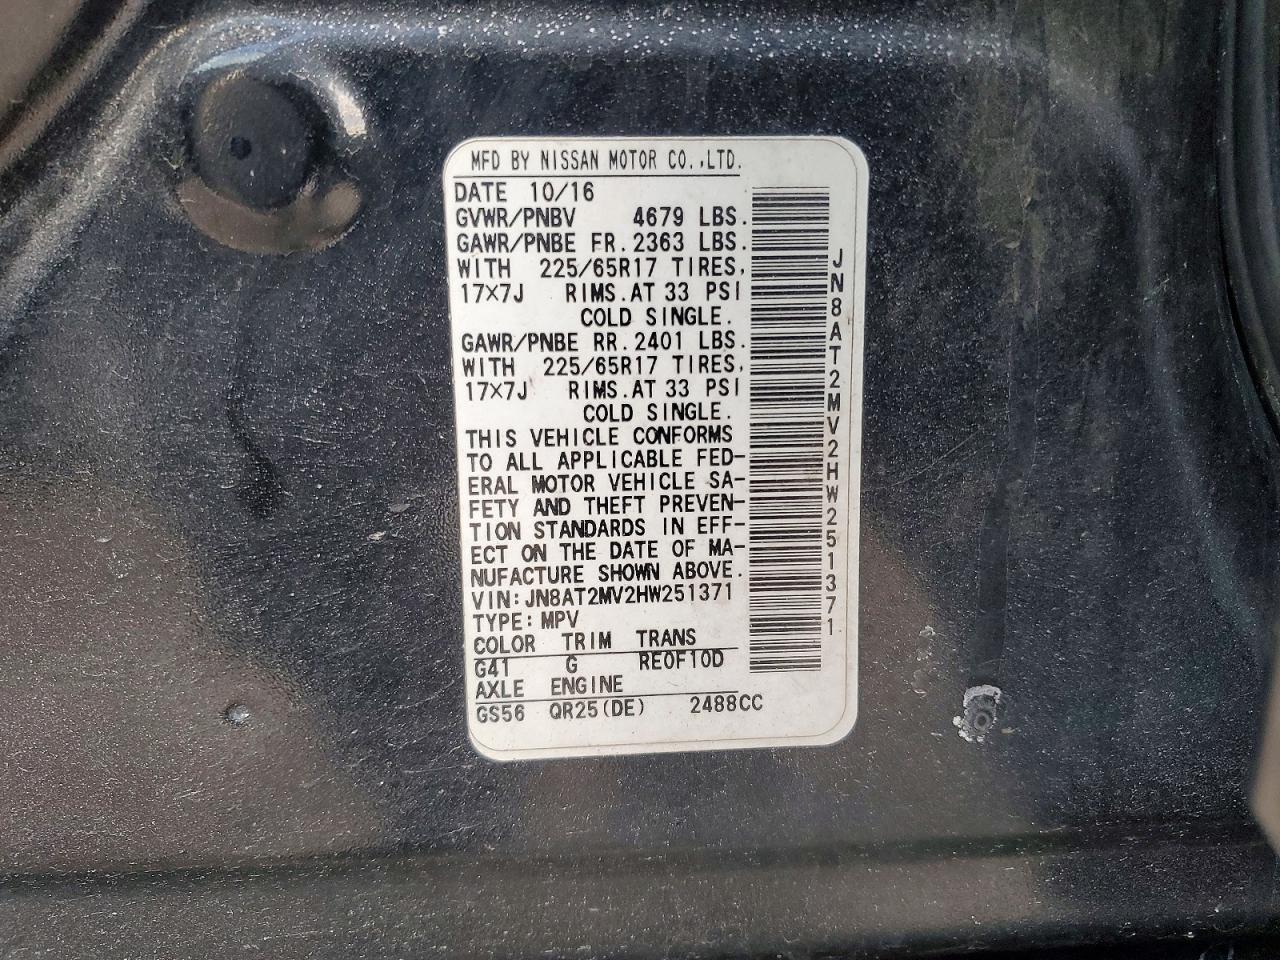 MFD BY NISSAN MOTOR CO.,LTD.
DATE 10/16
GVWR/PNBV 4679 LBS.
GAWR/PNBE FR.2363 LBS.
WITH 225/65R17 TIRES,
17×7J RIMS.AT 33 PSI
COLD SINGLE.
GAWR/PNBE RR.2401 LBS.
WITH 225/65R17 TIRES,
17×7J RIMS.AT 33 PSI
COLD SINGLE.
THIS VEHICLE CONFORMS
TO ALL APPLICABLE FED-
ERAL MOTOR VEHICLE SA-
FETY AND THEFT PREVEN-
TION STANDARDS IN EFF-
ECT ON THE DATE OF MA-
NUFACTURE SHOWN ABOVE.
VIN:JN8AT2MV2HW251371
TYPE:MPV
COLOR TRIM TRANS
G41 G RE0F10D
AXLE ENGINE
GS56 QR25(DE) 2488CC
JN8AT2MV2HW251371